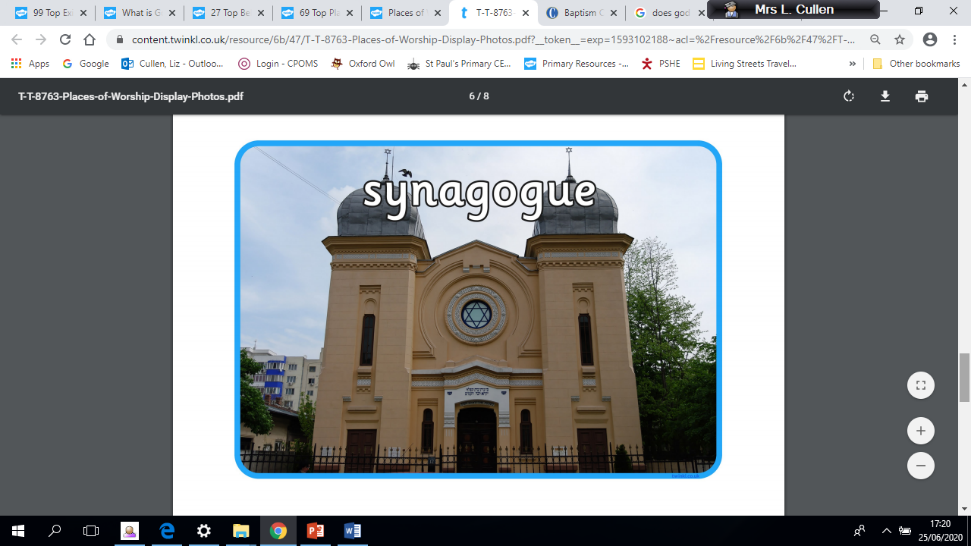 Mrs L. Cullen
99 Top Ex
What is G
27 Top Be
69 Top Pla
Places of
T-T-8763
Baptism C
does god
content.twinkl.co.uk/resource/6b/47/T-T-8763-Places-of-Worship-Display-Photos.pdf?__token__=exp=1593102188~acl=%2Fresource%2F6b%2F47%2FT-T-...
Apps
Google
Cullen, Liz - Outloo...
Login - CPOMS
Oxford Owl
St Paul's Primary CE...
Primary Resources -...
PSHE
Living Streets Travel...
»
Other bookmarks
T-T-8763-Places-of-Worship-Display-Photos.pdf
6 / 8
synagogue
17:20
25/06/2020